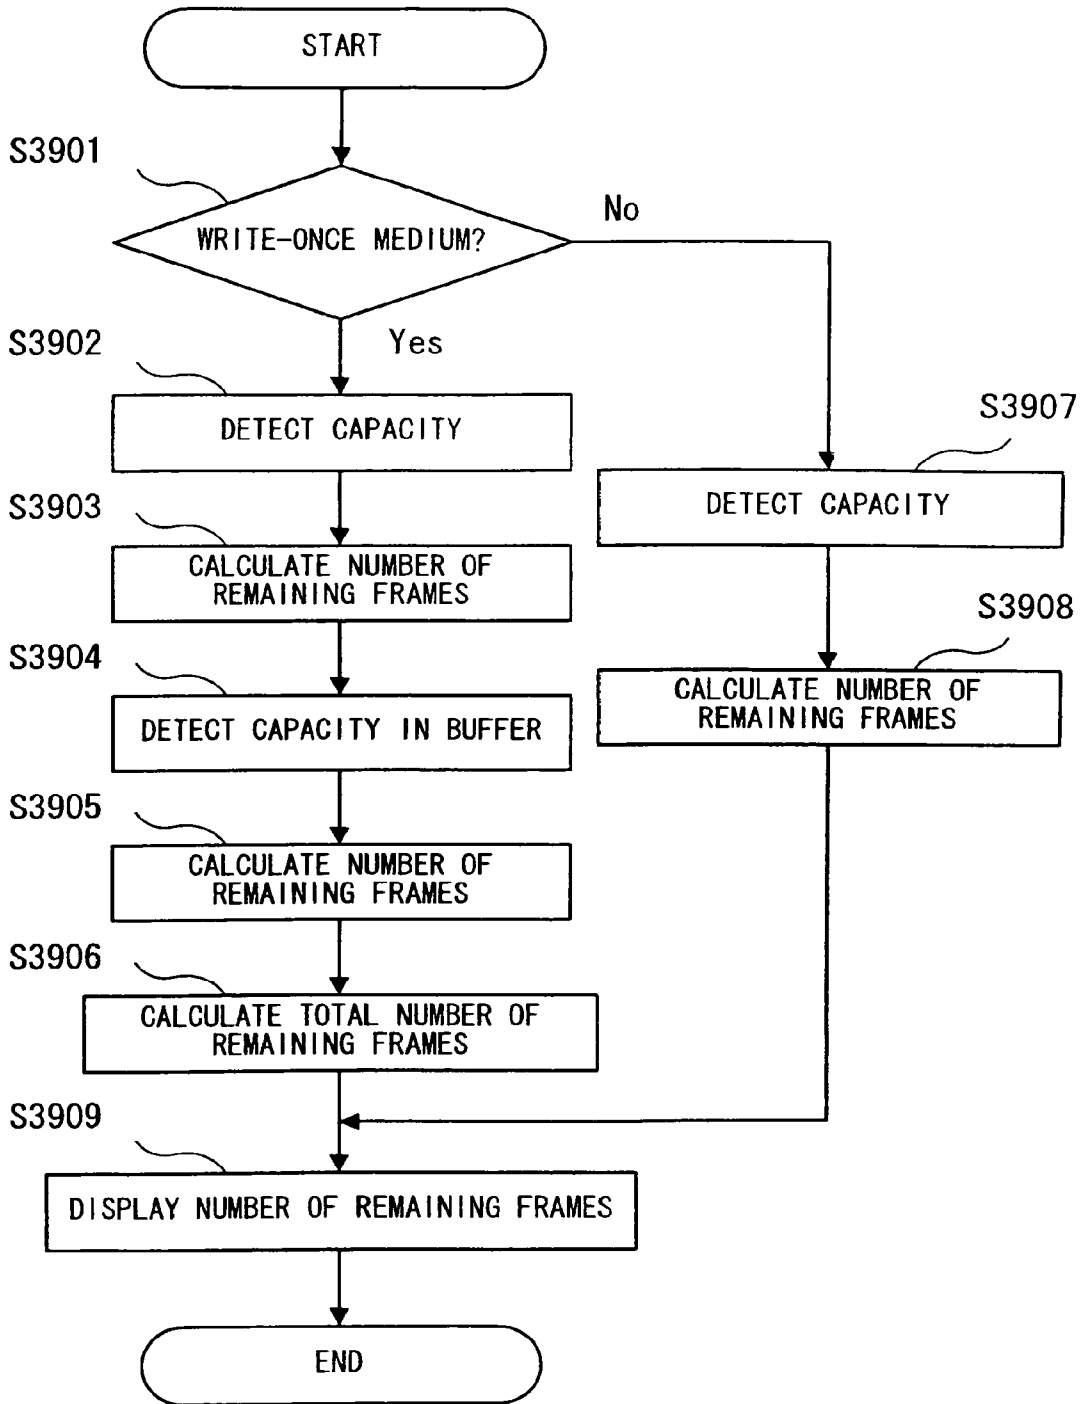 START
S3901
WRITE-ONCE MEDIUM?
No
Yes
S3902
DETECT CAPACITY
S3903
CALCULATE NUMBER OF
REMAINING FRAMES
S3904
DETECT CAPACITY IN BUFFER
S3905
CALCULATE NUMBER OF
REMAINING FRAMES
S3906
CALCULATE TOTAL NUMBER OF
REMAINING FRAMES
S3907
DETECT CAPACITY
S3908
CALCULATE NUMBER OF
REMAINING FRAMES
S3909
DISPLAY NUMBER OF REMAINING FRAMES
END